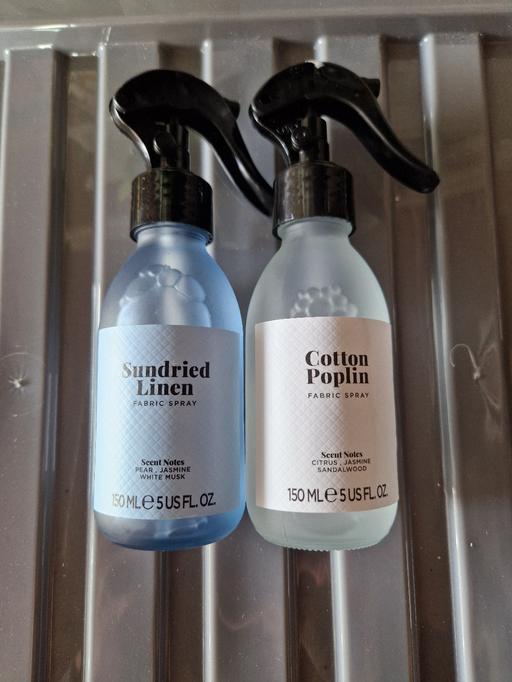 Sundried
Linen
FABRIC SPRAY
Scent Notes
PEAR , JASMINE
WHITE MUSK
150 ML℮5 US FL. OZ.
Cotton
Poplin
FABRIC SPRAY
Scent Notes
CITRUS , JASMINE
SANDALWOOD
150 ML℮5 US FL. OZ.